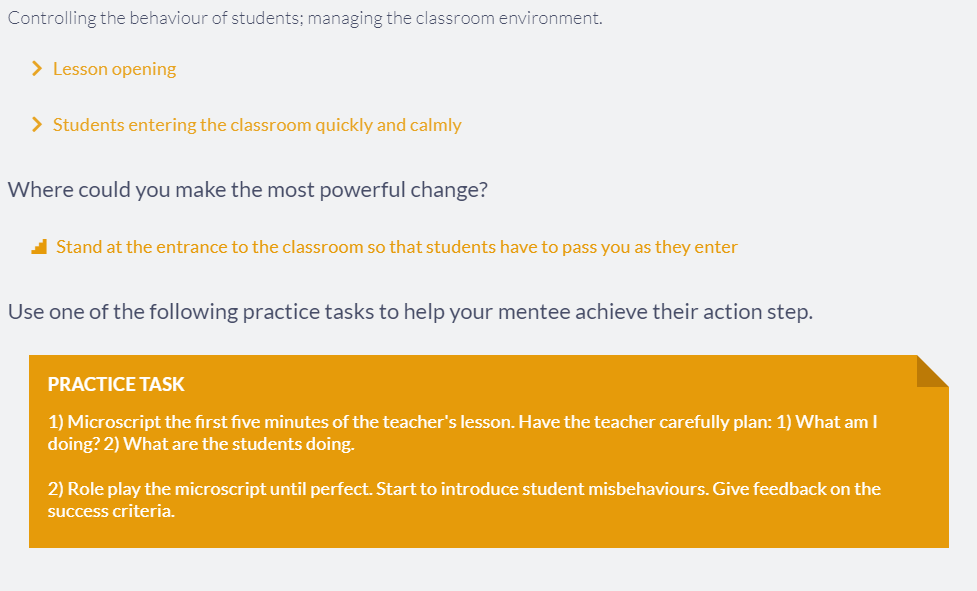 Controlling the behaviour of students; managing the classroom environment.
Lesson opening
Students entering the classroom quickly and calmly
Where could you make the most powerful change?
Stand at the entrance to the classroom so that students have to pass you as they enter
Use one of the following practice tasks to help your mentee achieve their action step.
PRACTICE TASK
1) Microscript the first five minutes of the teacher's lesson. Have the teacher carefully plan: 1) What am I
doing? 2) What are the students doing.
2) Role play the microscript until perfect. Start to introduce student misbehaviours. Give feedback on the
success criteria.